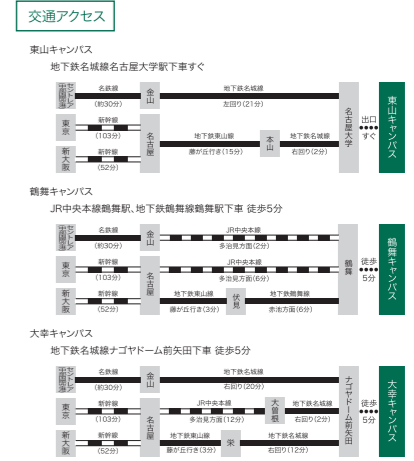 交通アクセス
東山キャンパス
地下鉄名城線名古屋大学駅下車すぐ
中部国際空港
セントレア
名鉄線
(約30分)
金山
地下鉄名城線
左回り(21分)
東京
新幹線
(103分)
新大阪
新幹線
(52分)
名古屋
地下鉄東山線
藤が丘行き(15分)
本山
地下鉄名城線
右回り(2分)
名古屋大学
出口
すぐ
東山キャンパス
鶴舞キャンパス
JR中央本線鶴舞駅、地下鉄鶴舞線鶴舞駅下車 徒歩5分
中部国際空港
セントレア
名鉄線
(約30分)
金山
JR中央本線
多治見方面(2分)
東京
新幹線
(103分)
新大阪
新幹線
(52分)
名古屋
JR中央本線
多治見方面(6分)
地下鉄東山線
藤が丘行き(3分)
伏見
地下鉄鶴舞線
赤池方面(6分)
鶴舞
徒歩
5分
鶴舞キャンパス
大幸キャンパス
地下鉄名城線ナゴヤドーム前矢田下車 徒歩5分
中部国際空港
セントレア
名鉄線
(約30分)
金山
地下鉄名城線
右回り(20分)
東京
新幹線
(103分)
新大阪
新幹線
(52分)
名古屋
JR中央本線
多治見方面(12分)
大曽根
地下鉄名城線
右回り(2分)
地下鉄東山線
藤が丘行き(3分)
栄
地下鉄名城線
右回り(12分)
ナゴヤドーム前矢田
徒歩
5分
大幸キャンパス